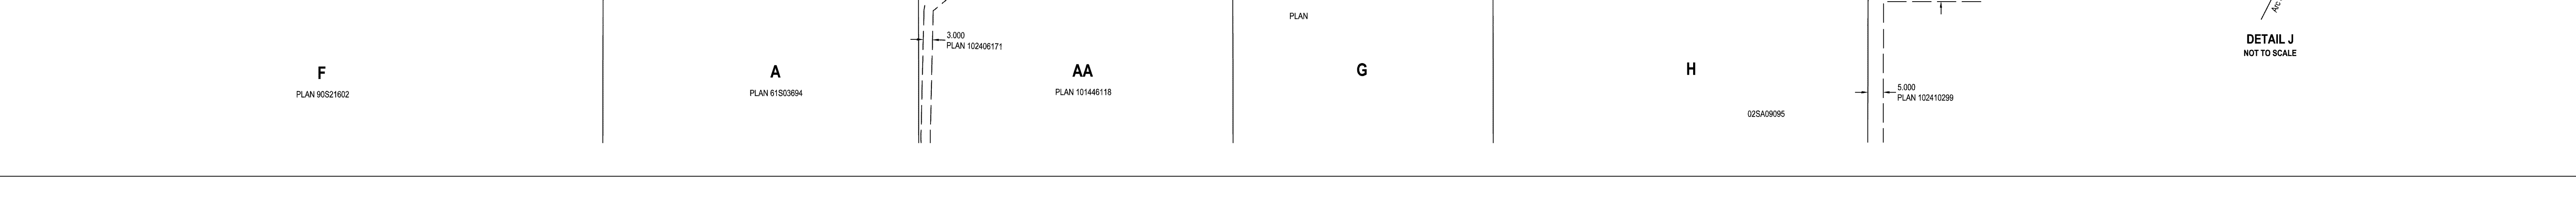 PLAN
3.000
PLAN 102406171
F
PLAN 90S21602
A
PLAN 61S03694
AA
PLAN 101446118
G
H
02SA09095
5.000
PLAN 102410299
Arc
DETAIL J
NOT TO SCALE